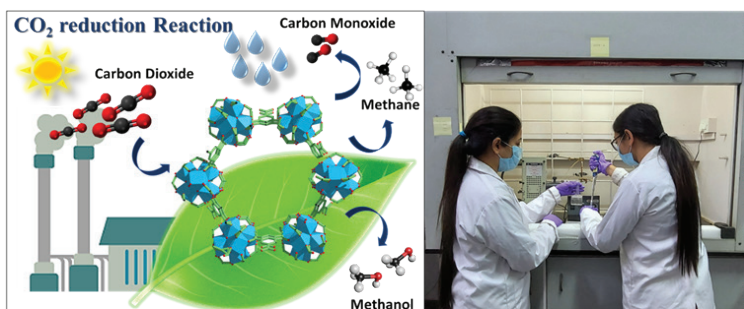 CO₂ reduction Reaction
Carbon Monoxide
Carbon Dioxide
Methane
Methanol